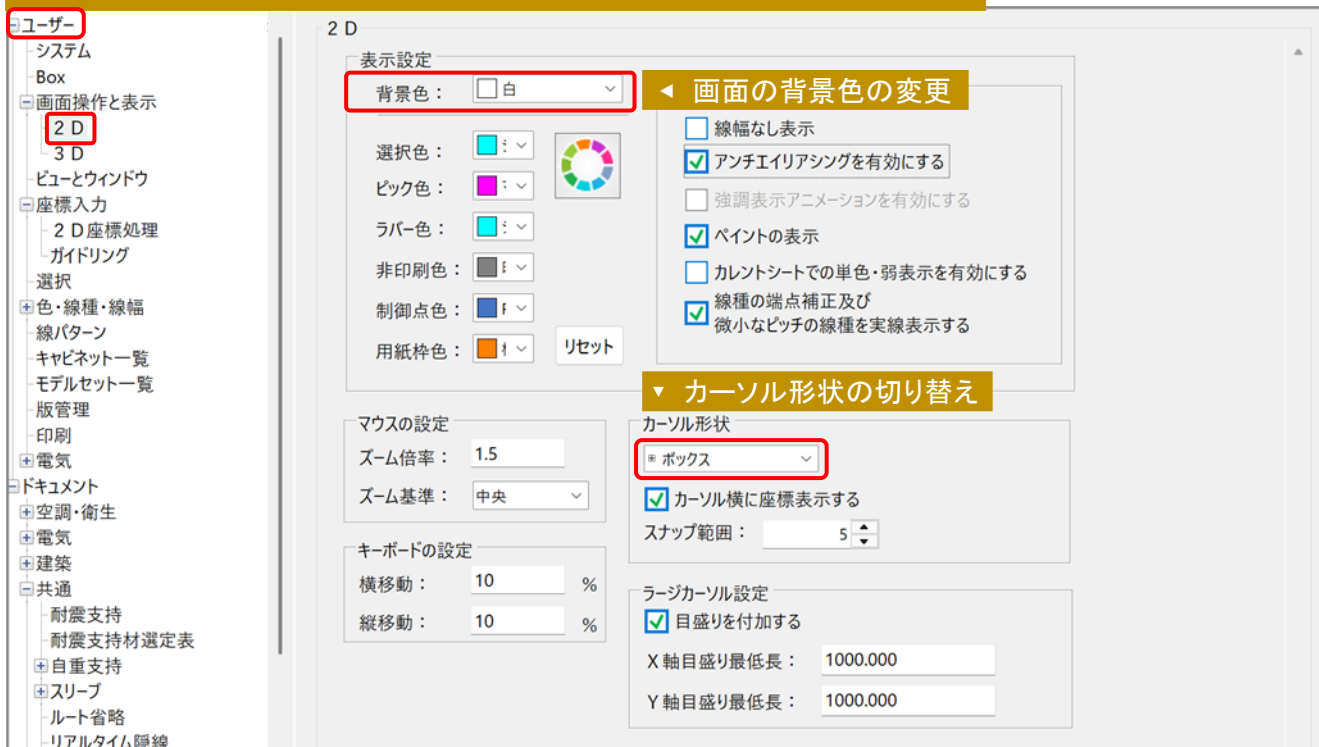 ユーザー
システム
Box
画面操作と表示
２Ｄ
３Ｄ
ビューとウィンドウ
座標入力
２Ｄ座標処理
ガイドリング
選択
色・線種・線幅
線パターン
キャビネット一覧
モデルセット一覧
版管理
印刷
電気
ドキュメント
空調・衛生
電気
建築
共通
耐震支持
耐震支持材選定表
自重支持
スリーブ
ルート省略
リアルタイム隠線
２Ｄ
表示設定
背景色： 白
◀ 画面の背景色の変更
選択色：
ピック色：
ラバー色：
非印刷色：
制御点色：
用紙枠色：
リセット
線幅なし表示
アンチエイリアシングを有効にする
強調表示アニメーションを有効にする
ペイントの表示
カレントシートでの単色・弱表示を有効にする
線種の端点補正及び
微小なピッチの線種を実線表示する
▼ カーソル形状の切り替え
マウスの設定
ズーム倍率： 1.5
ズーム基準： 中央
キーボードの設定
横移動： 10 %
縦移動： 10 %
カーソル形状
ボックス
カーソル横に座標表示する
スナップ範囲： 5
ラージカーソル設定
目盛りを付加する
X 軸目盛り最低長： 1000.000
Y 軸目盛り最低長： 1000.000